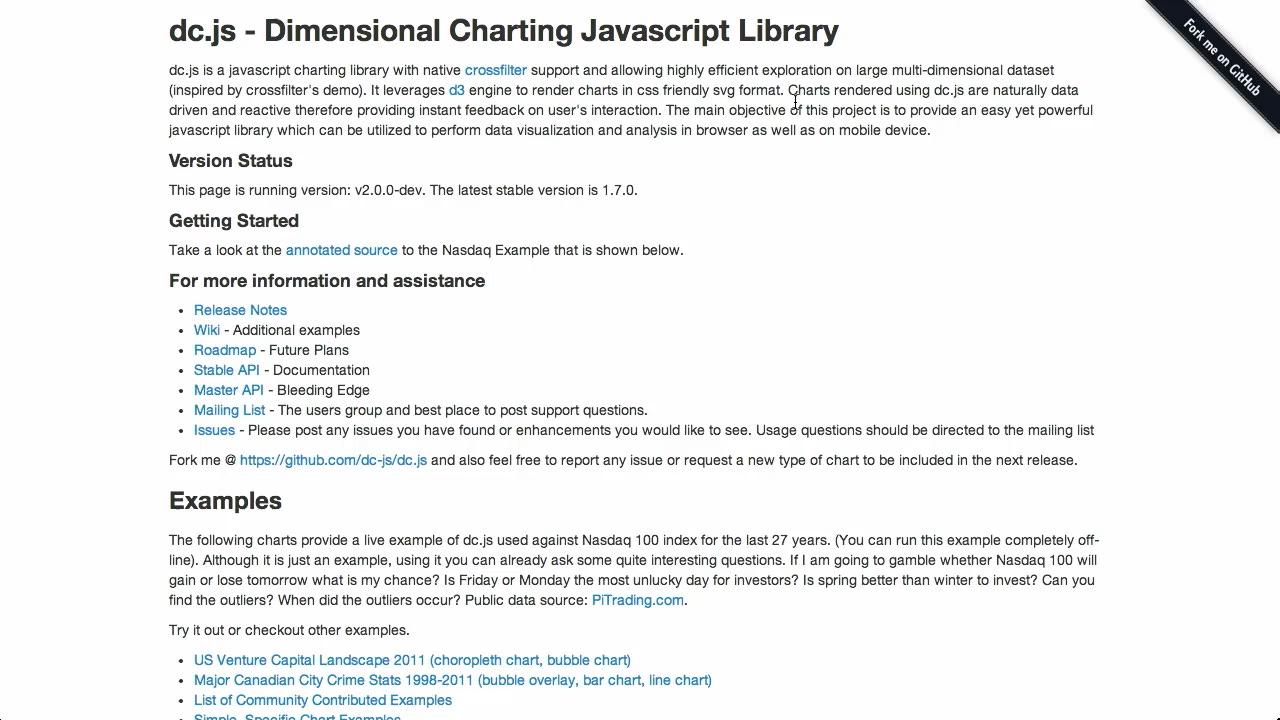 dc.js - Dimensional Charting Javascript Library
Fork me on GitHub
dc.js is a javascript charting library with native crossfilter support and allowing highly efficient exploration on large multi-dimensional dataset
(inspired by crossfilter's demo). It leverages d3 engine to render charts in css friendly svg format. Charts rendered using dc.js are naturally data
driven and reactive therefore providing instant feedback on user's interaction. The main objective of this project is to provide an easy yet powerful
javascript library which can be utilized to perform data visualization and analysis in browser as well as on mobile device.
Version Status
This page is running version: v2.0.0-dev. The latest stable version is 1.7.0.
Getting Started
Take a look at the annotated source to the Nasdaq Example that is shown below.
For more information and assistance
• Release Notes
• Wiki - Additional examples
• Roadmap - Future Plans
• Stable API - Documentation
• Master API - Bleeding Edge
• Mailing List - The users group and best place to post support questions.
• Issues - Please post any issues you have found or enhancements you would like to see. Usage questions should be directed to the mailing list
Fork me @ https://github.com/dc-js/dc.js and also feel free to report any issue or request a new type of chart to be included in the next release.
Examples
The following charts provide a live example of dc.js used against Nasdaq 100 index for the last 27 years. (You can run this example completely off-
line). Although it is just an example, using it you can already ask some quite interesting questions. If I am going to gamble whether Nasdaq 100 will
gain or lose tomorrow what is my chance? Is Friday or Monday the most unlucky day for investors? Is spring better than winter to invest? Can you
find the outliers? When did the outliers occur? Public data source: PiTrading.com.
Try it out or checkout other examples.
• US Venture Capital Landscape 2011 (choropleth chart, bubble chart)
• Major Canadian City Crime Stats 1998-2011 (bubble overlay, bar chart, line chart)
• List of Community Contributed Examples
• Simple, Specific Chart Examples